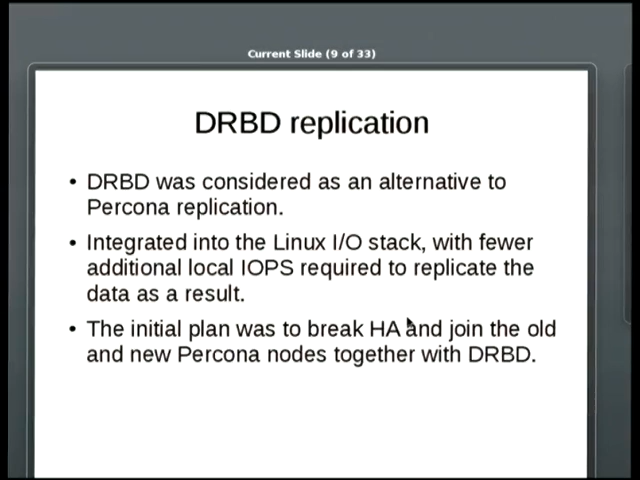 Current Slide (9 of 33)
DRBD replication
• DRBD was considered as an alternative to
Percona replication.
• Integrated into the Linux I/O stack, with fewer
additional local IOPS required to replicate the
data as a result.
• The initial plan was to break HA and join the old
and new Percona nodes together with DRBD.